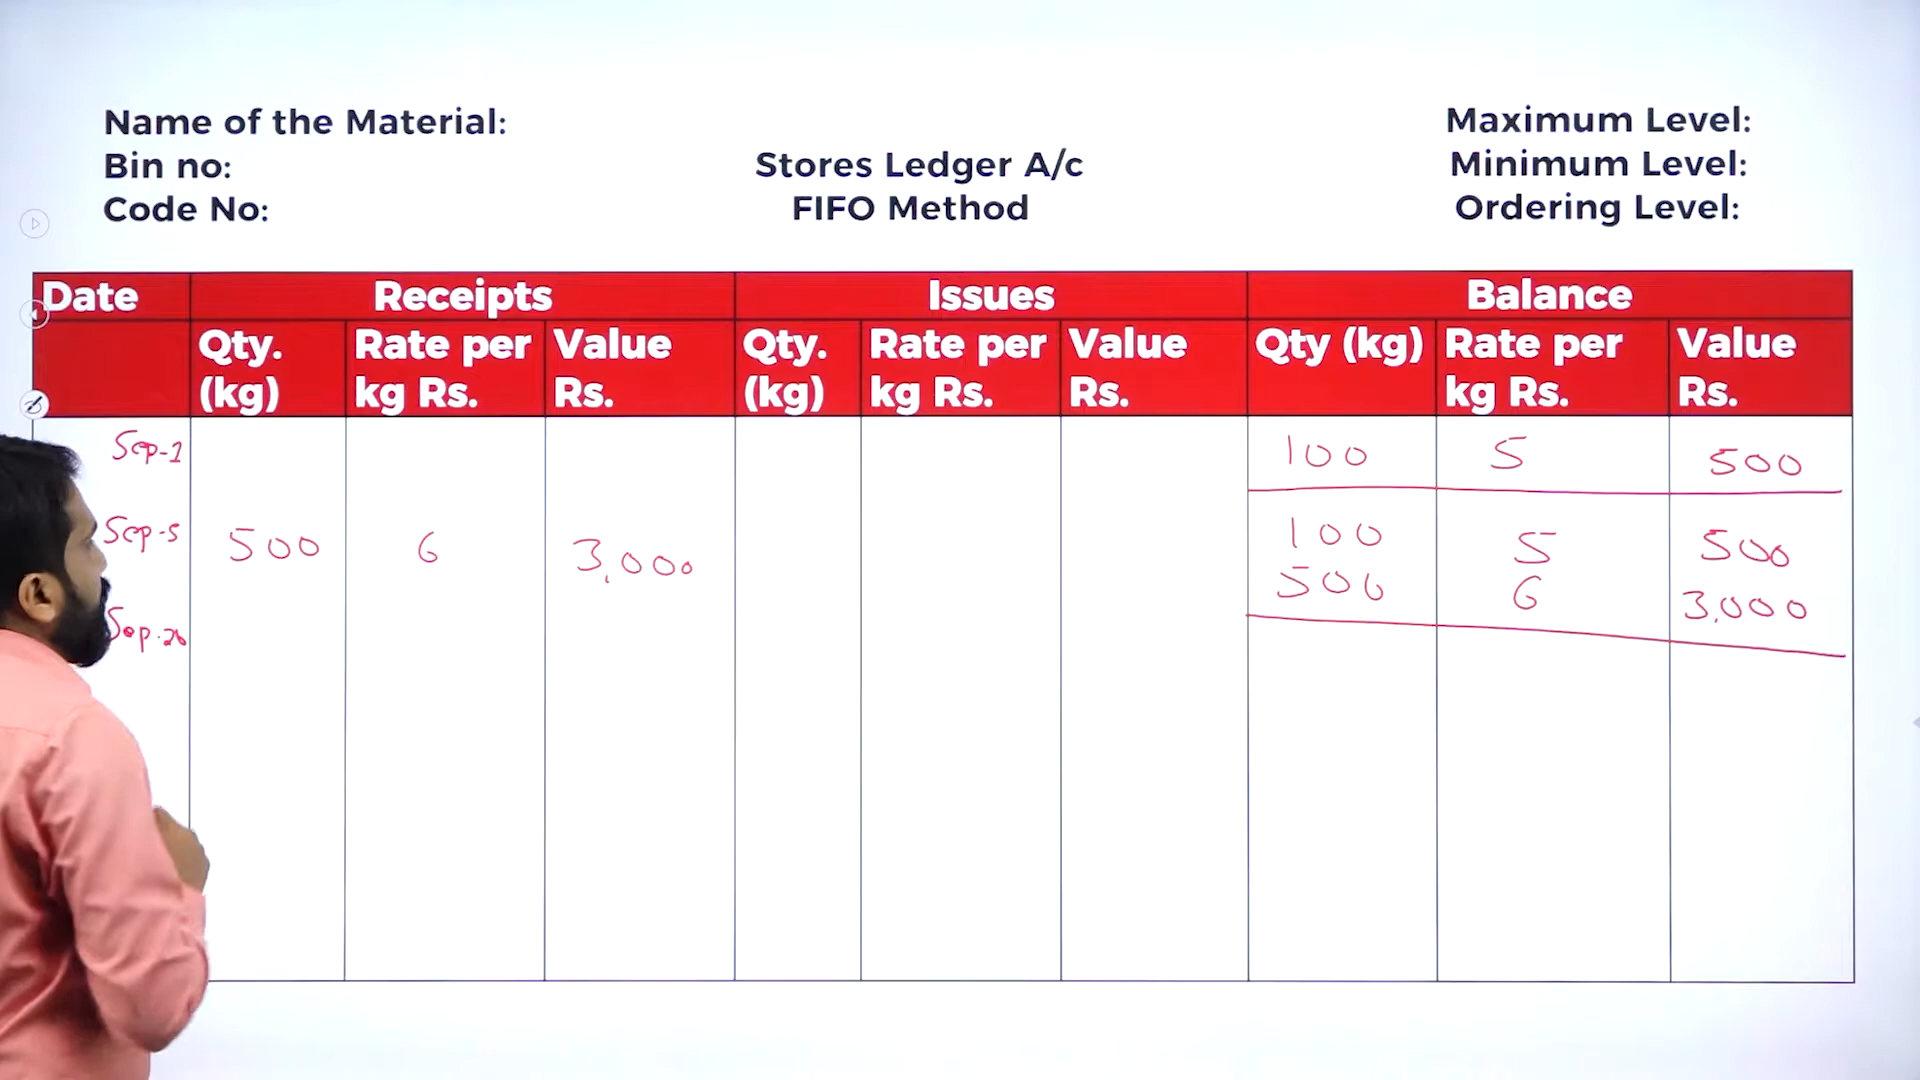 Name of the Material:
Bin no:
Code No:
Stores Ledger A/c
FIFO Method
Maximum Level:
Minimum Level:
Ordering Level:
Date Receipts Issues Balance
Qty. (kg) Rate per kg Rs. Value Rs. Qty. (kg) Rate per kg Rs. Value Rs. Qty (kg) Rate per kg Rs. Value Rs.
Sep-1 100 5 500
Sep-5 500 6 3,000 100 5 500
500 6 3,000
Sep-20